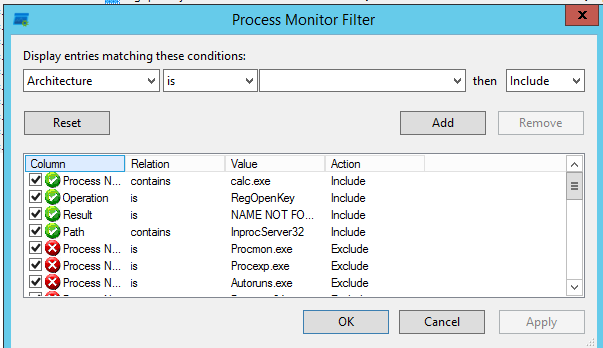 Process Monitor Filter
x
Display entries matching these conditions:
Architecture is then Include
Reset Add Remove
Column Relation Value Action
Process N... contains calc.exe Include
Operation is RegOpenKey Include
Result is NAME NOT FO... Include
Path contains InprocServer32 Include
Process N... is Procmon.exe Exclude
Process N... is Procexp.exe Exclude
Process N... is Autoruns.exe Exclude
OK Cancel Apply